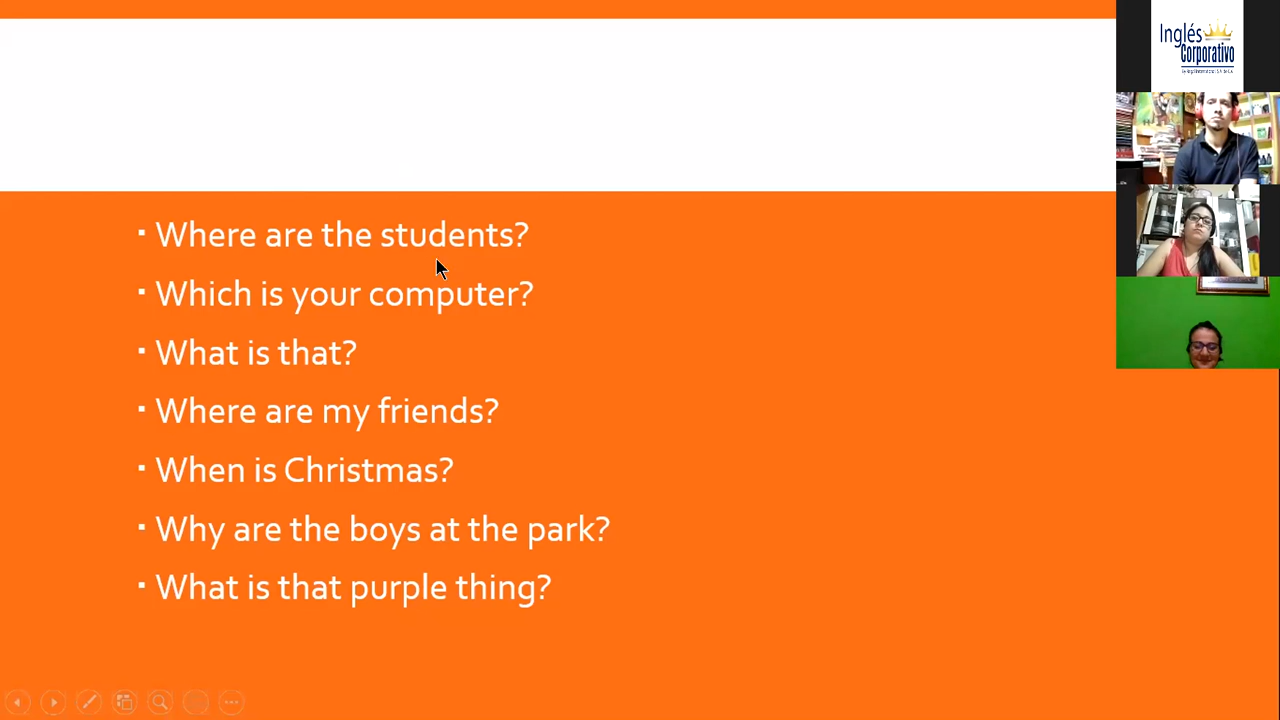 Where are the students?
Which is your computer?
What is that?
Where are my friends?
When is Christmas?
Why are the boys at the park?
What is that purple thing?
Inglés
Corporativo